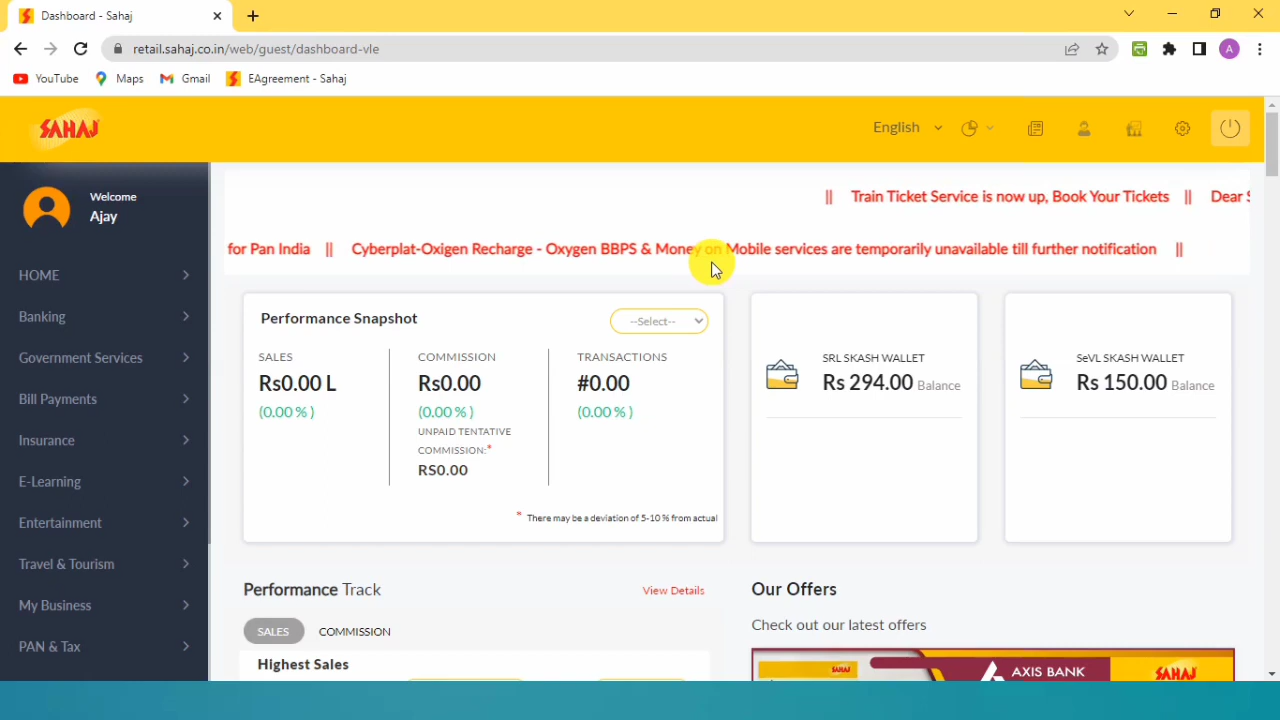 Dashboard - Sahaj
retail.sahaj.co.in/web/guest/dashboard-vle
A
YouTube
Maps
Gmail
EAgreement - Sahaj
SAHAJ
English
Welcome
Ajay
HOME
Banking
Government Services
Bill Payments
Insurance
E-Learning
Entertainment
Travel & Tourism
My Business
PAN & Tax
|| Train Ticket Service is now up, Book Your Tickets || Dear
for Pan India || Cyberplat-Oxigen Recharge - Oxygen BBPS & Money on Mobile services are temporarily unavailable till further notification ||
Performance Snapshot
--Select--
SALES
Rs0.00 L
(0.00 % )
COMMISSION
Rs0.00
(0.00 % )
UNPAID TENTATIVE
COMMISSION:*
RS0.00
TRANSACTIONS
#0.00
(0.00 % )
* There may be a deviation of 5-10 % from actual
SRL SKASH WALLET
Rs 294.00 Balance
SeVL SKASH WALLET
Rs 150.00 Balance
Performance Track
View Details
SALES
COMMISSION
Highest Sales
Our Offers
Check out our latest offers
SAHAJ
AXIS BANK
SAHAJ